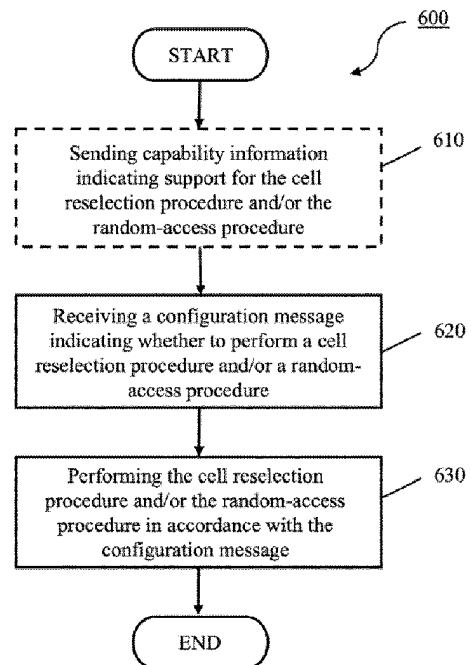 600
START
610
Sending capability information
indicating support for the cell
reselection procedure and/or the
random-access procedure
Receiving a configuration message
indicating whether to perform a cell
reselection procedure and/or a random-
access procedure
620
Performing the cell reselection
procedure and/or the random-access
procedure in accordance with the
configuration message
630
END